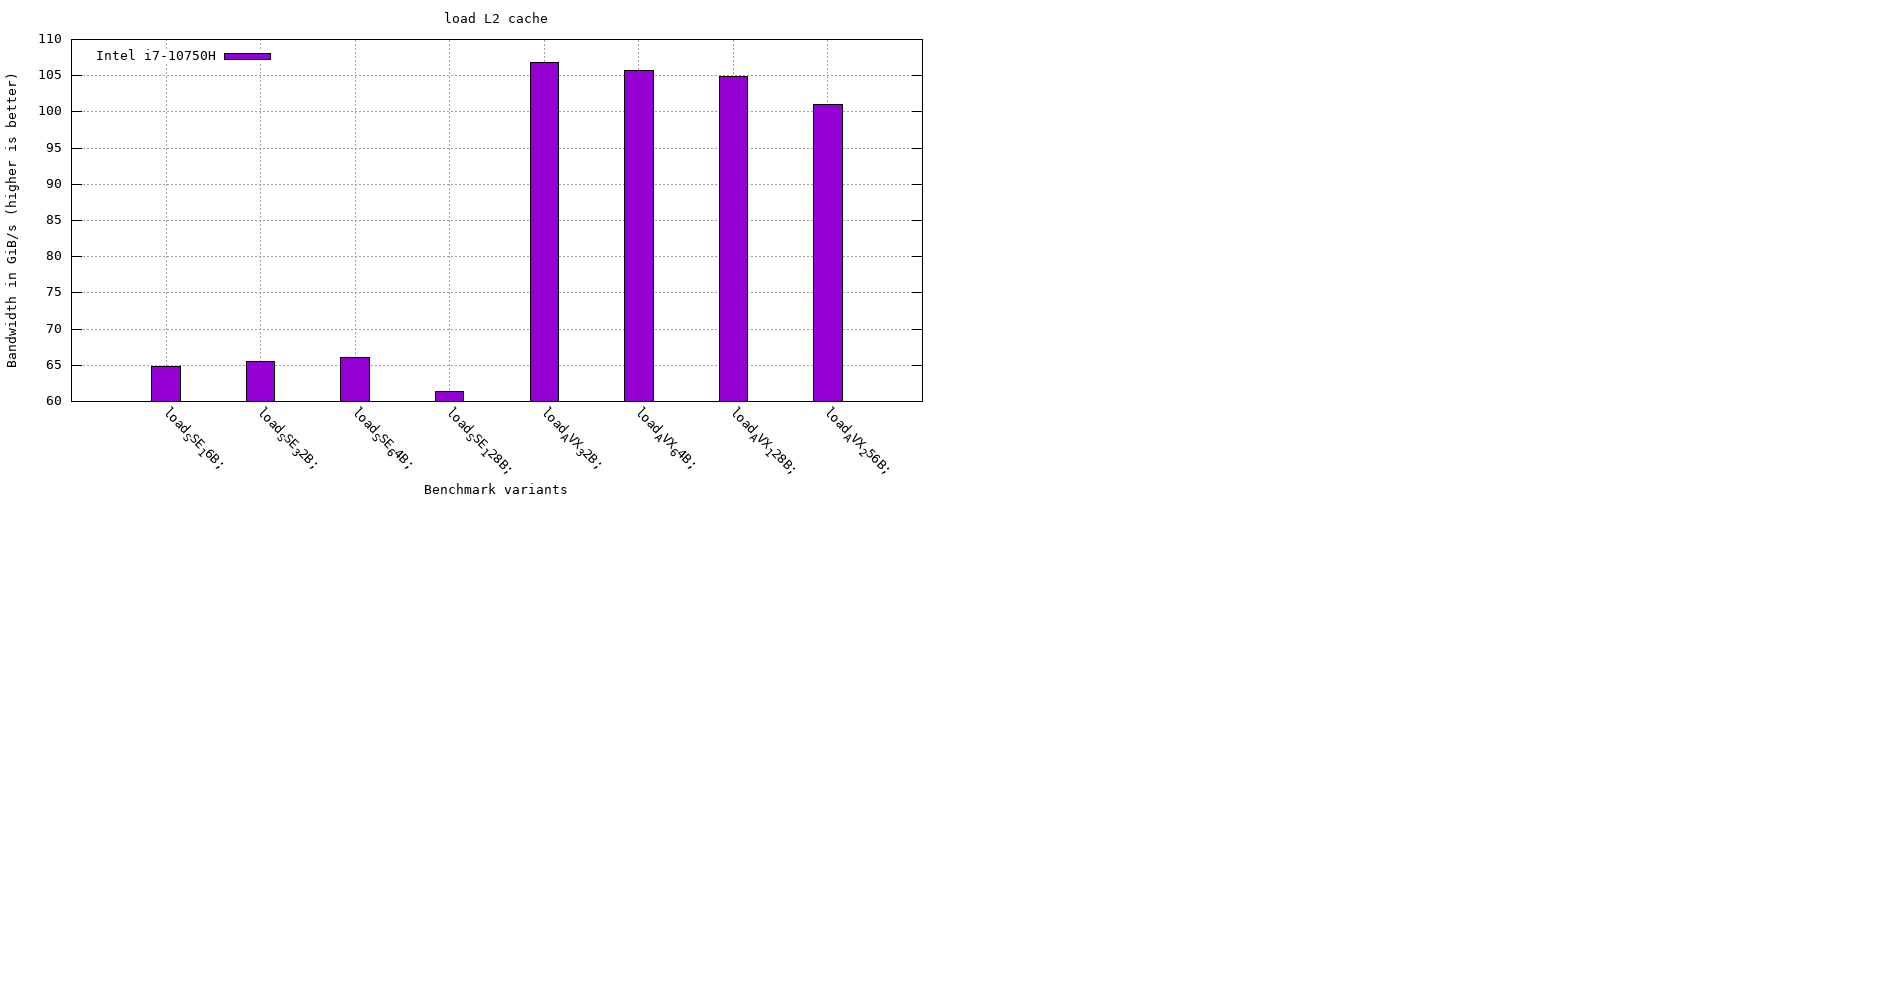 load L2 cache
Intel i7-10750H
110
105
100
95
90
85
80
75
70
65
60
Bandwidth in GiB/s (higher is better)
loadSSE16B;
loadSSE32B;
loadSSE64B;
loadSSE128B;
loadAVX32B;
loadAVX64B;
loadAVX128B;
loadAVX256B;
Benchmark variants